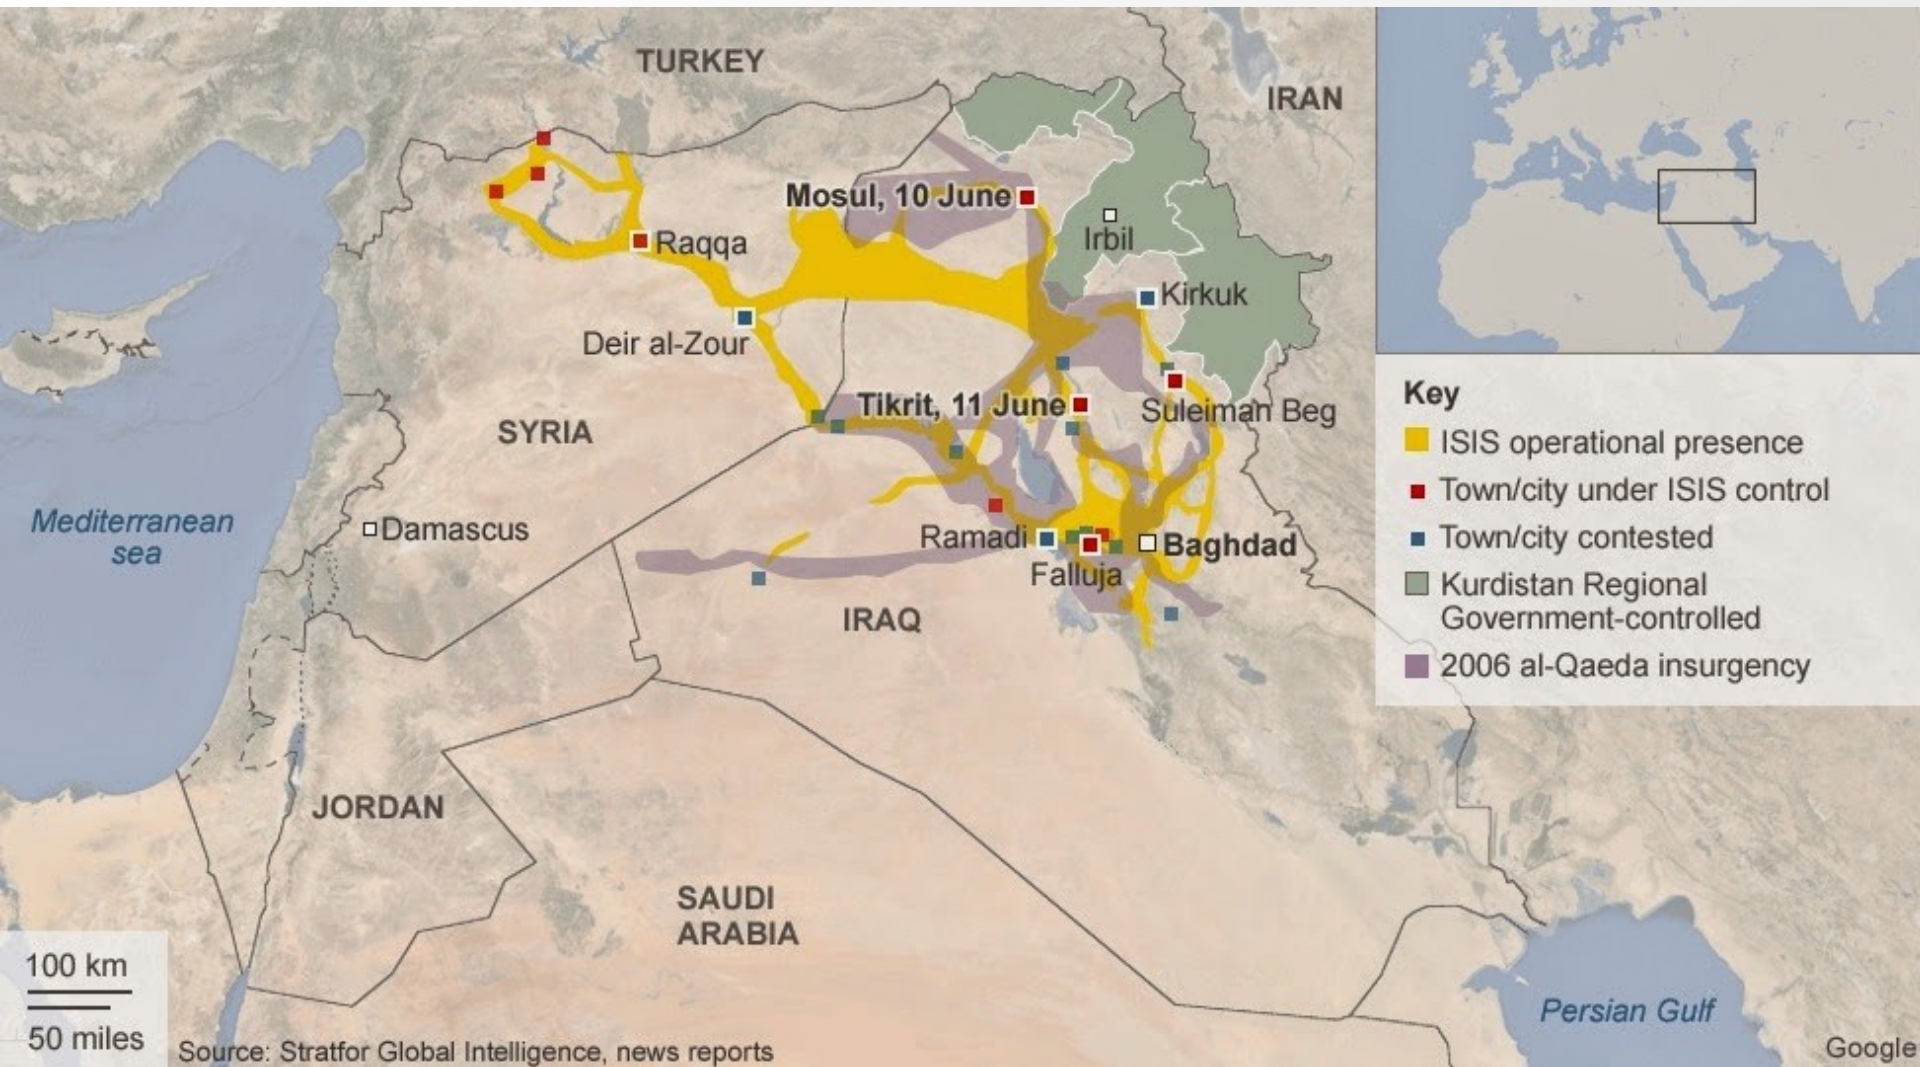 TURKEY
IRAN
Mosul, 10 June
Irbil
Raqqa
Kirkuk
Deir al-Zour
Tikrit, 11 June
Suleiman Beg
SYRIA
Mediterranean
sea
Damascus
Ramadi
Baghdad
Falluja
IRAQ
JORDAN
SAUDI
ARABIA
Persian Gulf
Key
ISIS operational presence
Town/city under ISIS control
Town/city contested
Kurdistan Regional
Government-controlled
2006 al-Qaeda insurgency
100 km
50 miles
Source: Stratfor Global Intelligence, news reports
Google